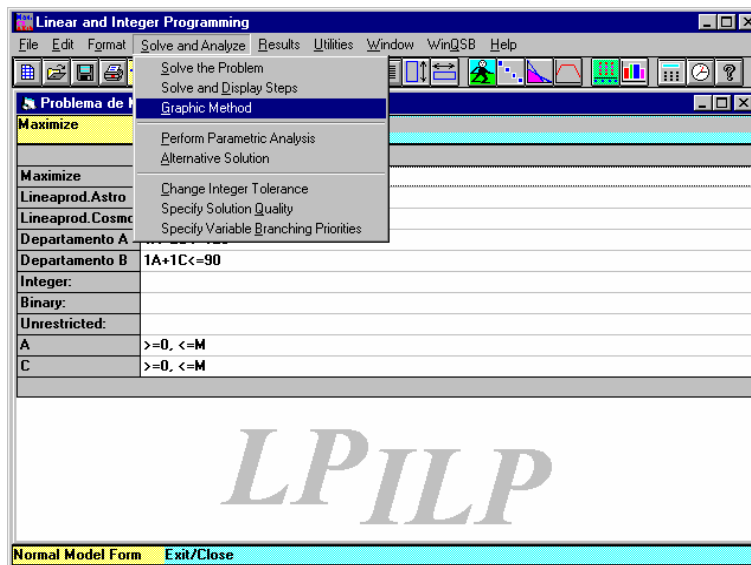 Linear and Integer Programming
File Edit Format Solve and Analyze Results Utilities Window WinQSB Help
Solve the Problem
Solve and Display Steps
Graphic Method
Perform Parametric Analysis
Alternative Solution
Change Integer Tolerance
Specify Solution Quality
Specify Variable Branching Priorities
Problema de
Maximize
Maximize
Lineaprod.Astro
Lineaprod.Cosmo
Departamento A
Departamento B 1A+1C<=90
Integer:
Binary:
Unrestricted:
A >=0, <=M
C >=0, <=M
LPILP
Normal Model Form Exit/Close